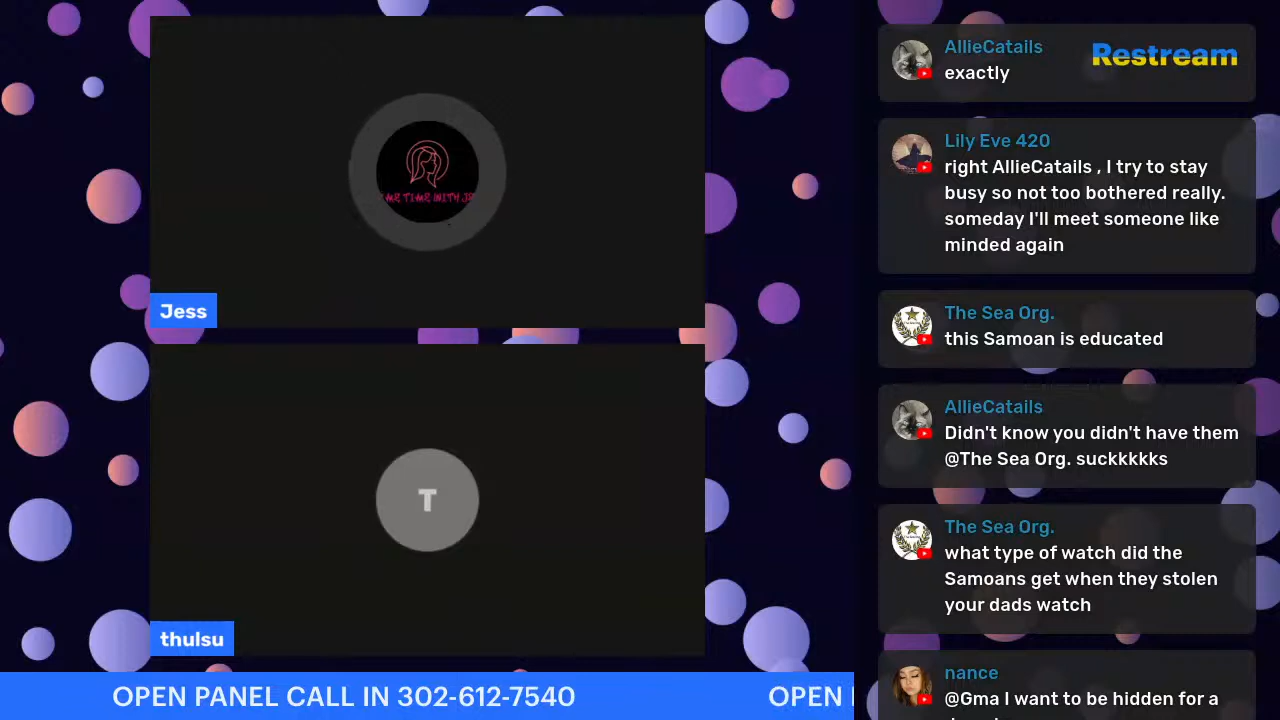 ME TIME WITH JE
Jess
T
thulsu
OPEN PANEL CALL IN 302-612-7540
OPEN
Restream
AllieCatails
exactly
Lily Eve 420
right AllieCatails , I try to stay
busy so not too bothered really.
someday I'll meet someone like
minded again
The Sea Org.
this Samoan is educated
AllieCatails
Didn't know you didn't have them
@The Sea Org. suckkkkks
The Sea Org.
what type of watch did the
Samoans get when they stolen
your dads watch
nance
@Gma I want to be hidden for a